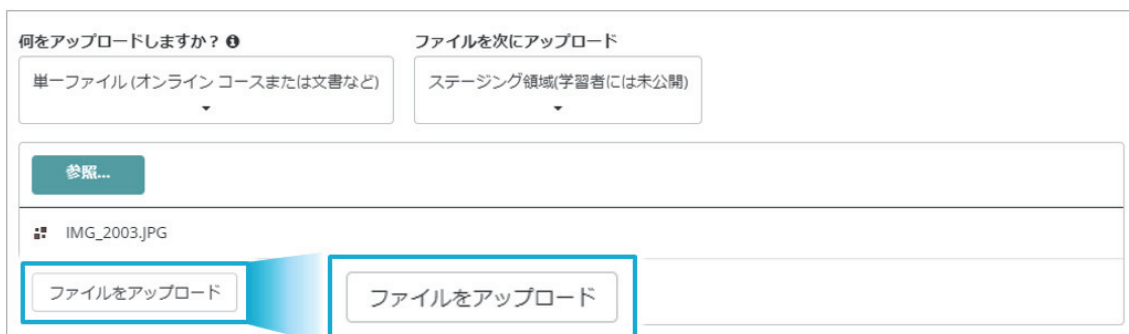 何をアップロードしますか？
ファイルを次にアップロード
単一ファイル (オンライン コースまたは文書など)
ステージング領域(学習者には未公開)
参照...
IMG_2003.JPG
ファイルをアップロード
ファイルをアップロード